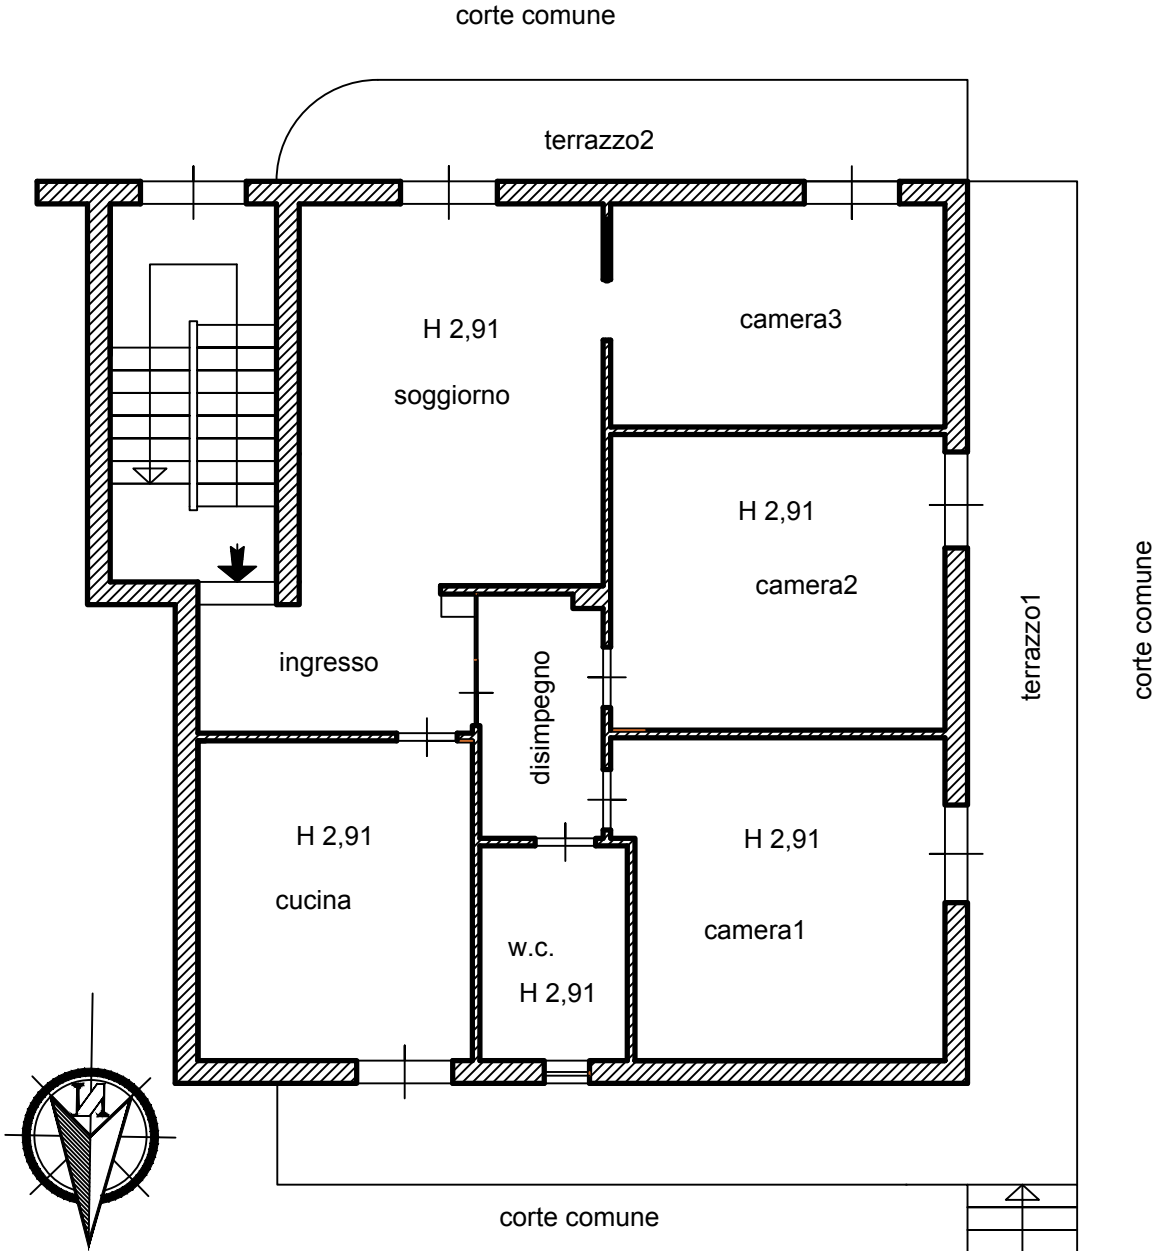 corte comune
terrazzo2
H 2,91
camera3
soggiorno
H 2,91
camera2
corte comune
terrazzo1
ingresso
disimpegno
H 2,91
H 2,91
cucina
camera1
w.c.
H 2,91
N
corte comune